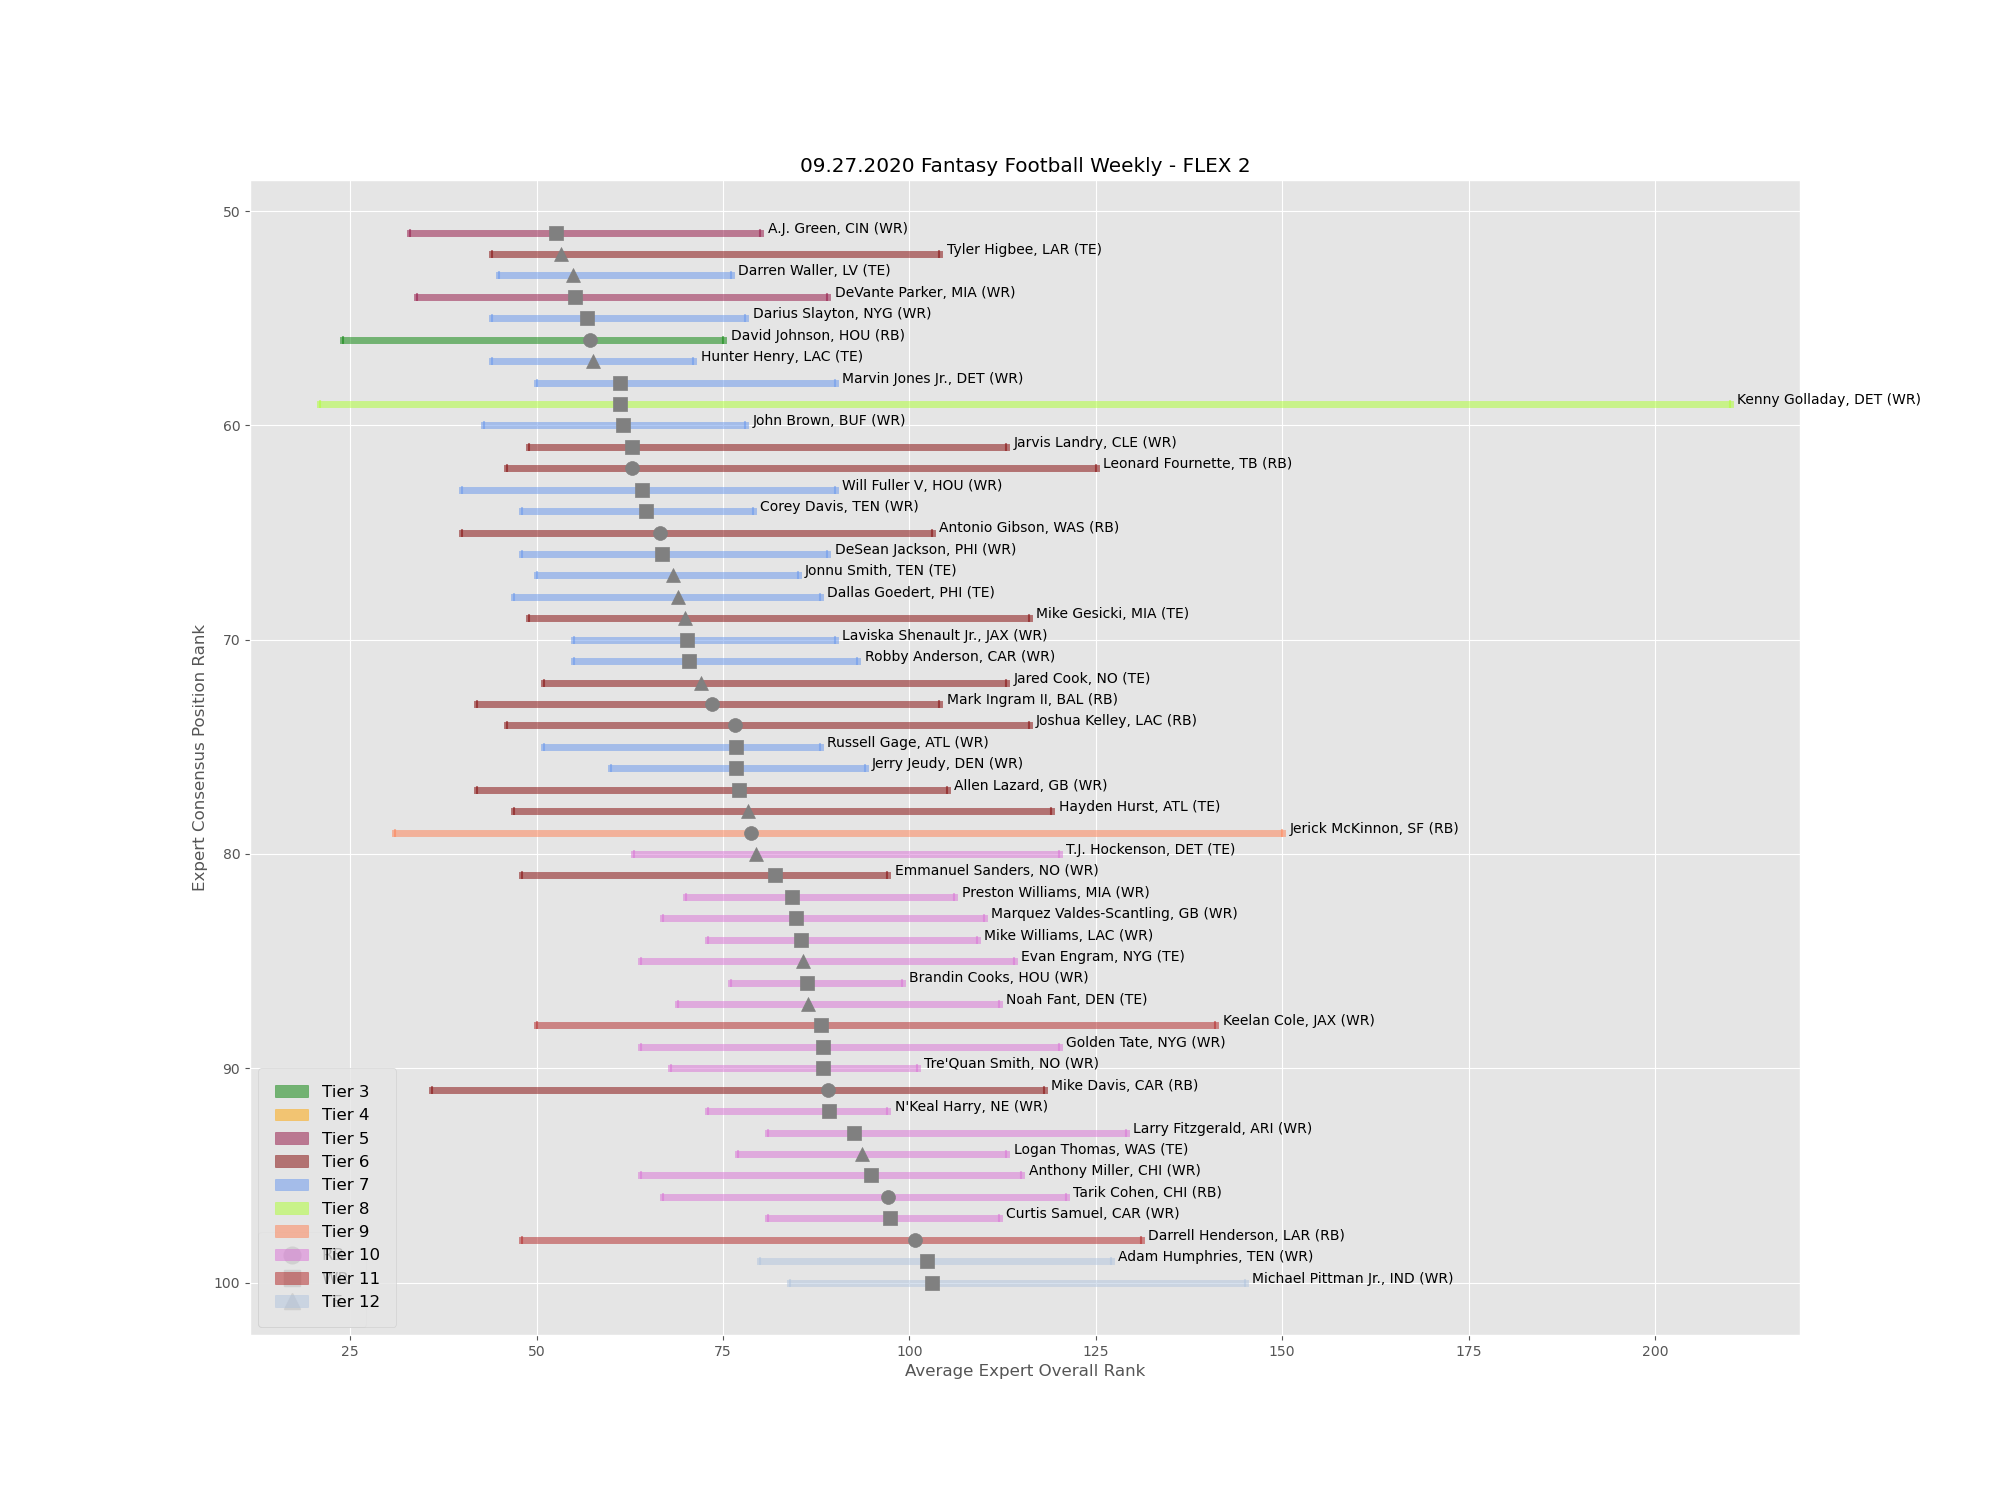 09.27.2020 Fantasy Football Weekly - FLEX 2
50
A.J. Green, CIN (WR)
Tyler Higbee, LAR (TE)
Darren Waller, LV (TE)
DeVante Parker, MIA (WR)
Darius Slayton, NYG (WR)
David Johnson, HOU (RB)
Hunter Henry, LAC (TE)
Marvin Jones Jr., DET (WR)
Kenny Golladay, DET (WR)
60
John Brown, BUF (WR)
Jarvis Landry, CLE (WR)
Leonard Fournette, TB (RB)
Will Fuller V, HOU (WR)
Corey Davis, TEN (WR)
Antonio Gibson, WAS (RB)
DeSean Jackson, PHI (WR)
Jonnu Smith, TEN (TE)
Dallas Goedert, PHI (TE)
Mike Gesicki, MIA (TE)
70
Laviska Shenault Jr., JAX (WR)
Robby Anderson, CAR (WR)
Jared Cook, NO (TE)
Mark Ingram II, BAL (RB)
Joshua Kelley, LAC (RB)
Russell Gage, ATL (WR)
Jerry Jeudy, DEN (WR)
Allen Lazard, GB (WR)
Hayden Hurst, ATL (TE)
Jerick McKinnon, SF (RB)
80
T.J. Hockenson, DET (TE)
Emmanuel Sanders, NO (WR)
Preston Williams, MIA (WR)
Marquez Valdes-Scantling, GB (WR)
Mike Williams, LAC (WR)
Evan Engram, NYG (TE)
Brandin Cooks, HOU (WR)
Noah Fant, DEN (TE)
Keelan Cole, JAX (WR)
Golden Tate, NYG (WR)
90
Tre'Quan Smith, NO (WR)
Mike Davis, CAR (RB)
N'Keal Harry, NE (WR)
Larry Fitzgerald, ARI (WR)
Logan Thomas, WAS (TE)
Anthony Miller, CHI (WR)
Tarik Cohen, CHI (RB)
Curtis Samuel, CAR (WR)
Darrell Henderson, LAR (RB)
Adam Humphries, TEN (WR)
100
Michael Pittman Jr., IND (WR)
Expert Consensus Position Rank
Tier 3
Tier 4
Tier 5
Tier 6
Tier 7
Tier 8
Tier 9
Tier 10
Tier 11
Tier 12
25 50 75 100 125 150 175 200
Average Expert Overall Rank